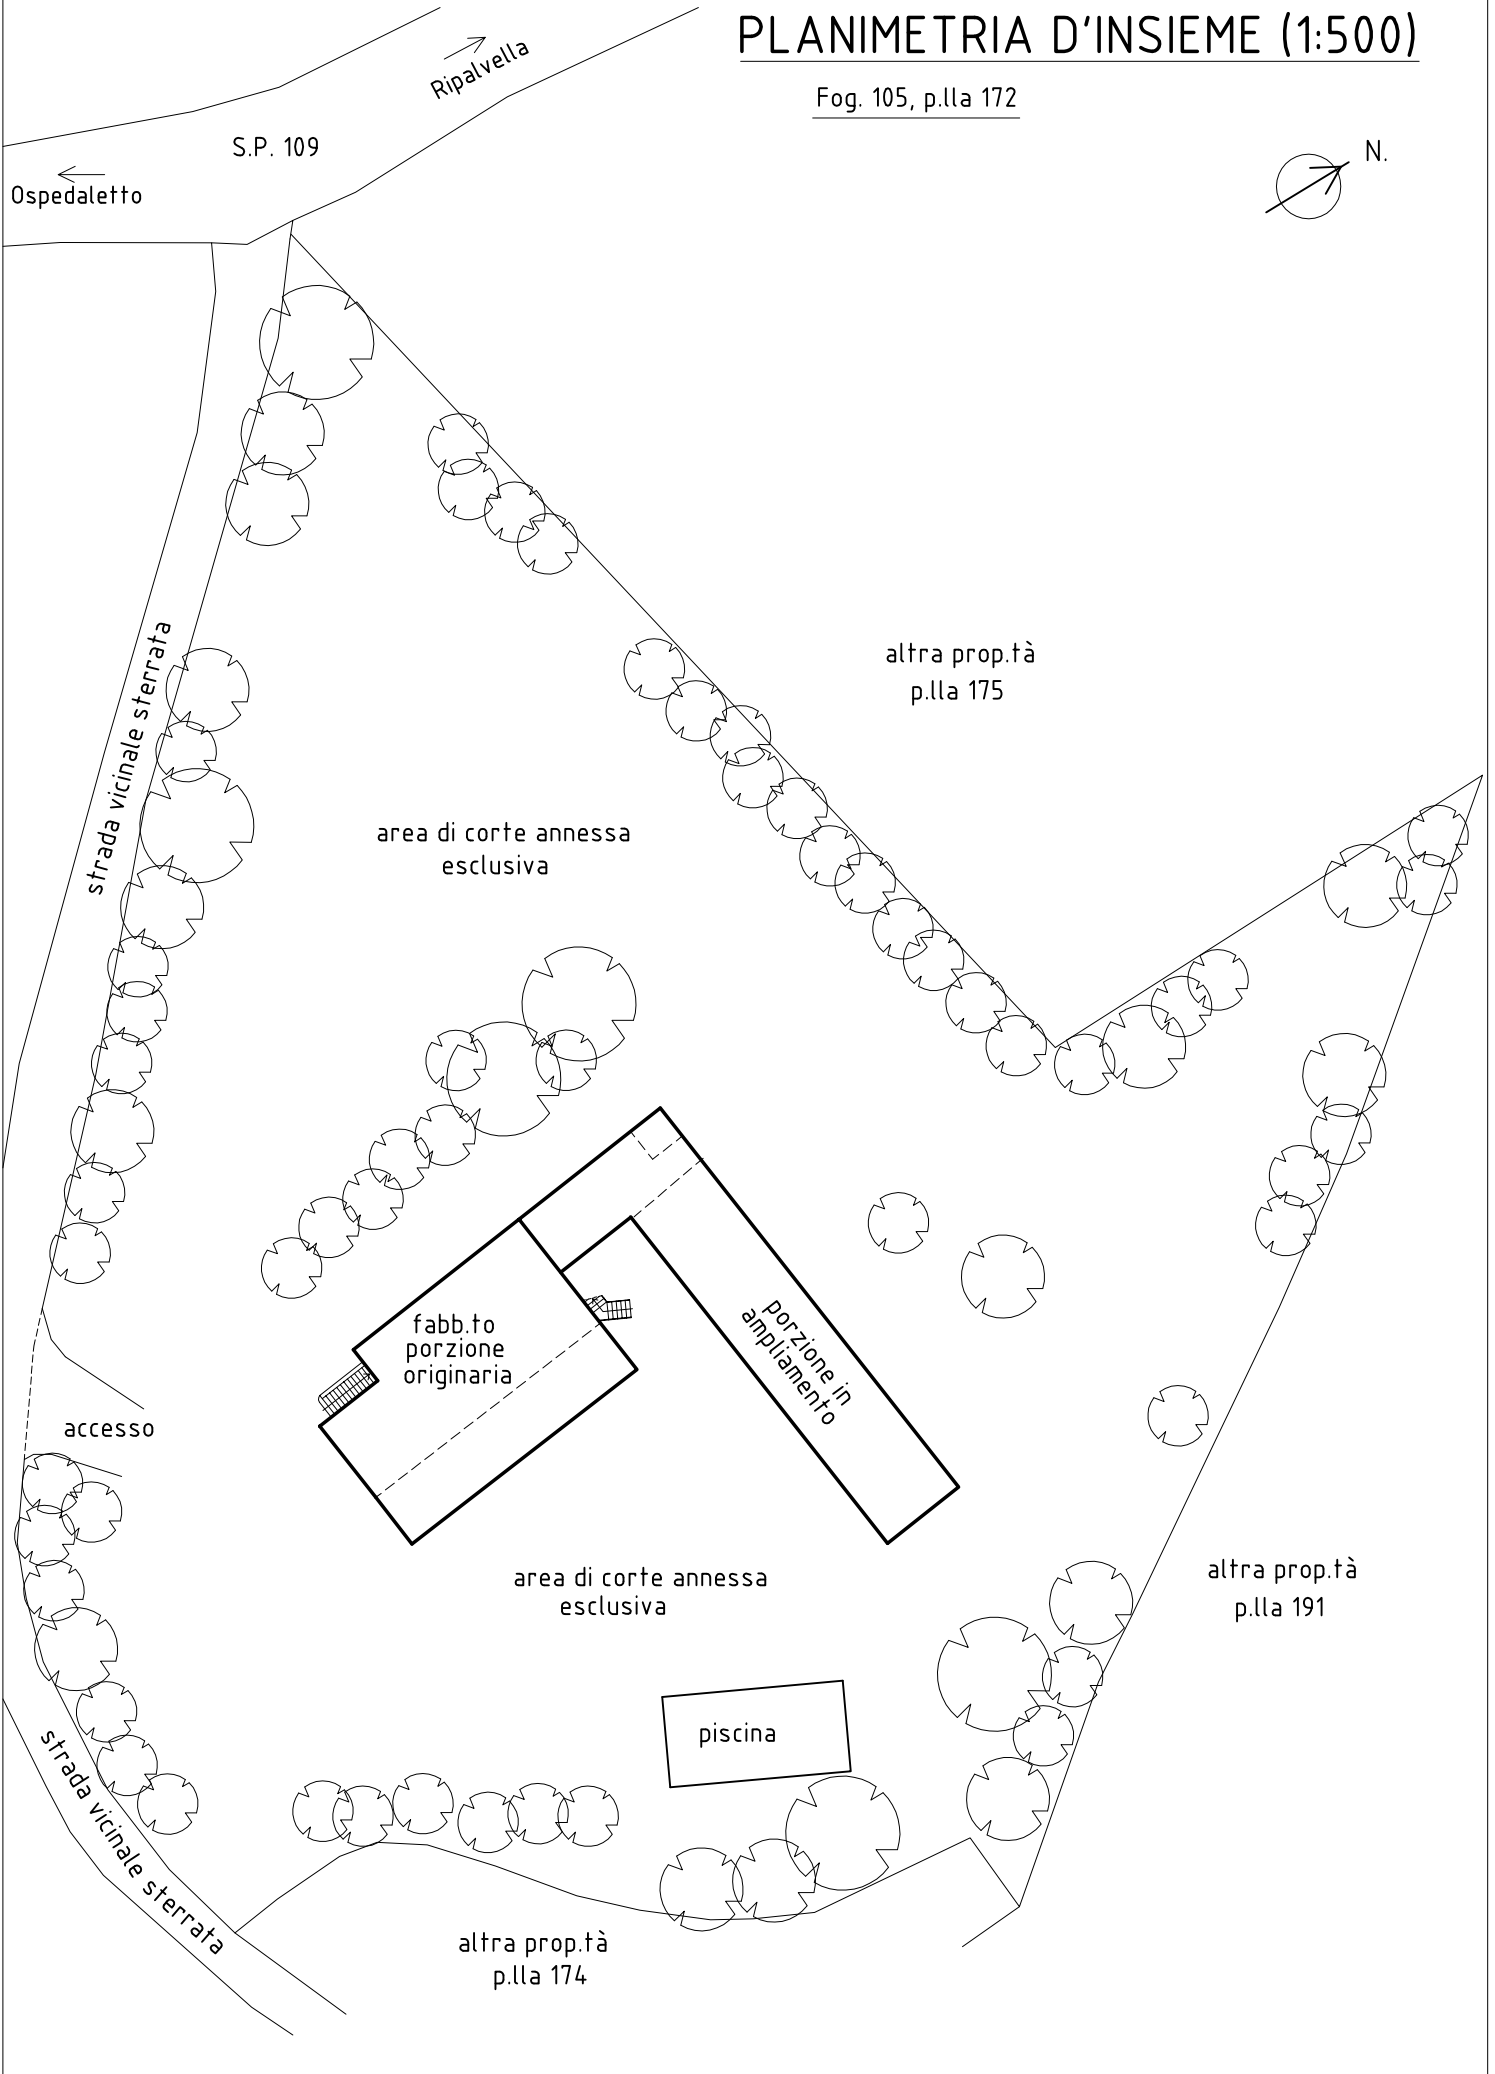 PLANIMETRIA D'INSIEME (1:500)
Fog. 105, p.lla 172
N.
Ripalvella
S.P. 109
Ospedaletto
strada vicinale sterrata
altra prop.tà
p.lla 175
area di corte annessa
esclusiva
fabb.to
porzione
originaria
porzione in
ampliamento
accesso
area di corte annessa
esclusiva
altra prop.tà
p.lla 191
piscina
strada vicinale sterrata
altra prop.tà
p.lla 174